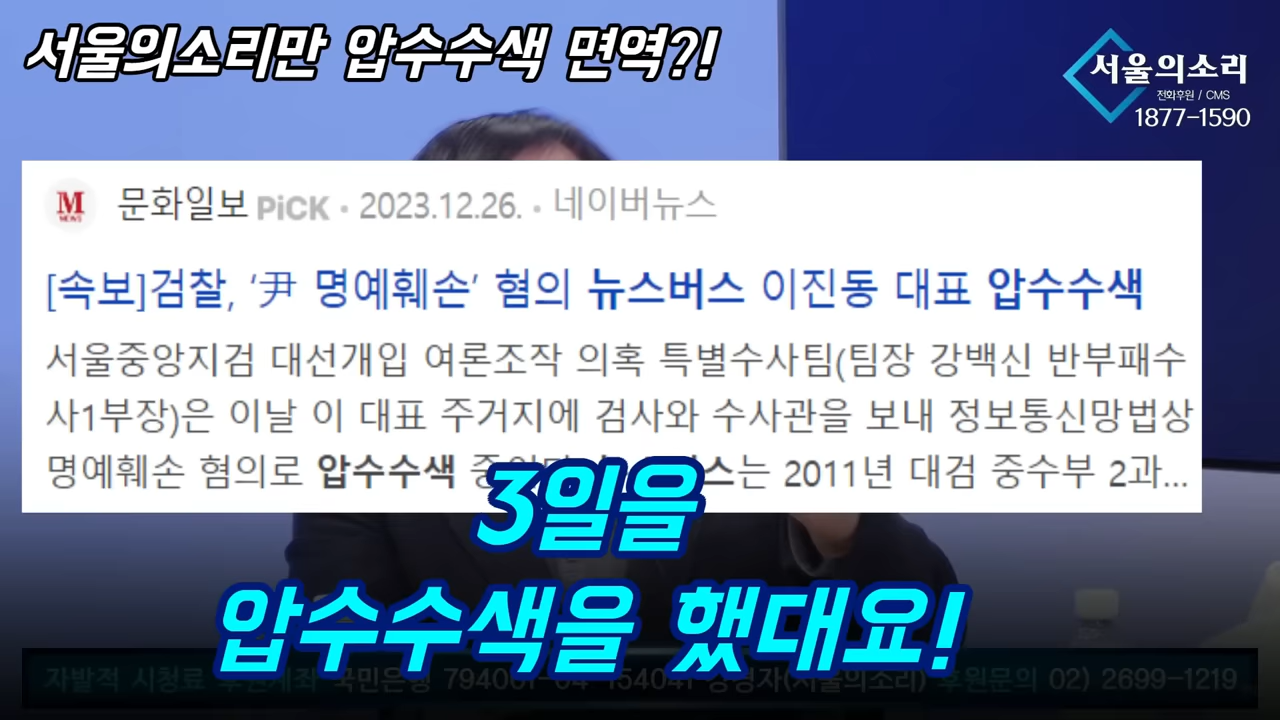 서울의소리만 압수수색 면역?!
서울의소리
전화후원 / CMS
1877-1590
M
NEWS
문화일보 PiCK · 2023.12.26. · 네이버뉴스
[속보]검찰, ‘尹 명예훼손’ 혐의 뉴스버스 이진동 대표 압수수색
서울중앙지검 대선개입 여론조작 의혹 특별수사팀(팀장 강백신 반부패수
사1부장)은 이날 이 대표 주거지에 검사와 수사관을 보내 정보통신망법상
명예훼손 혐의로 압수수색 는 2011년 대검 중수부 2과...
3일을
압수수색을 했대요!
자발적 시청료 후원계좌 국민은행 (서울의소리) 후원문의 02) 2699-1219